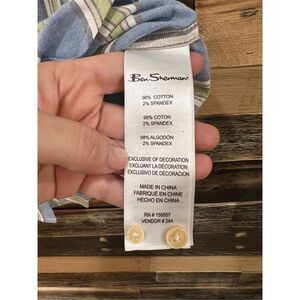 Ben Sherman
98% COTTON
2% SPANDEX
98% COTON
2% SPANDEX
98% ALGODÓN
2% SPANDEX
EXCLUSIVE OF DECORATION
EXCLUANT LA DÉCORATION
EXCLUSIVO DE DECORACIÓN
MADE IN CHINA
FABRIQUÉ EN CHINE
HECHO EN CHINA
RN # 159557
VENDOR # 244